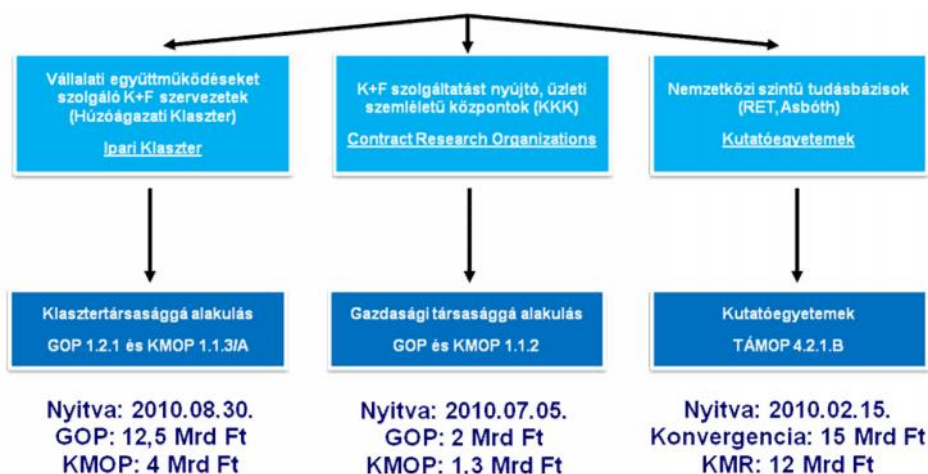 Vállalati együttműködéseket
szolgáló K+F szervezetek
(Húzóágazati Klaszter)
Ipari Klaszter
K+F szolgáltatást nyújtó, üzleti
szemléletű központok (KKK)
Contract Research Organizations
Nemzetközi szintű tudásbázisok
(RET, Asbóth)
Kutatóegyetemek
Klasztertársasággá alakulás
GOP 1.2.1 és KMOP 1.1.3/A
Gazdasági társasággá alakulás
GOP és KMOP 1.1.2
Kutatóegyetemek
TÁMOP 4.2.1.B
Nyitva: 2010.08.30.
GOP: 12,5 Mrd Ft
KMOP: 4 Mrd Ft
Nyitva: 2010.07.05.
GOP: 2 Mrd Ft
KMOP: 1,3 Mrd Ft
Nyitva: 2010.02.15.
Konvergencia: 15 Mrd Ft
KMR: 12 Mrd Ft